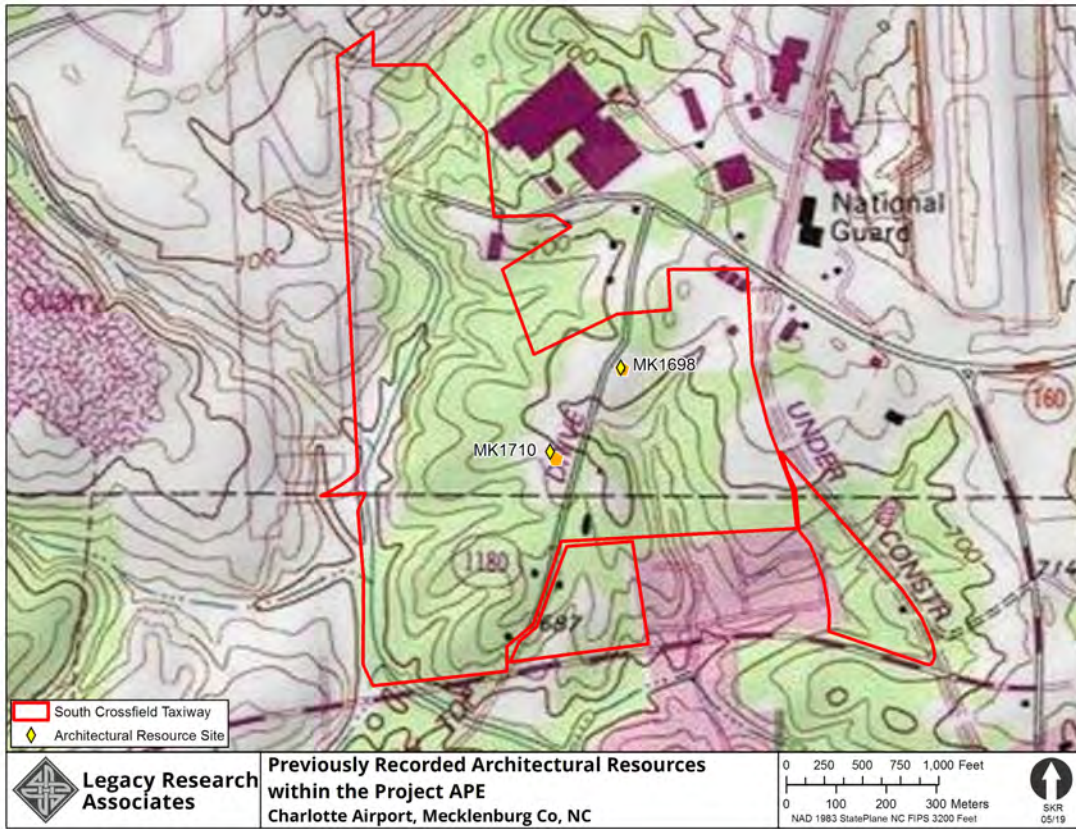 703
700
700
National
Guard
Quarry
MK1698
160
MK1710
OLIVE
UNDER
CONSTR
1180
700
714
687
South Crossfield Taxiway
Architectural Resource Site
Legacy Research
Associates
Previously Recorded Architectural Resources
within the Project APE
Charlotte Airport, Mecklenburg Co, NC
0 250 500 750 1,000 Feet
0 100 200 300 Meters
NAD 1983 StatePlane NC FIPS 3200 Feet
SKR
05/19